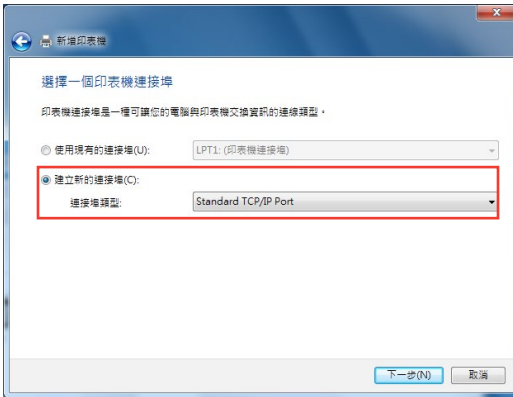 新增印表機
選擇一個印表機連接埠
印表機連接埠是一種可讓您的電腦與印表機交換資訊的連線類型。
使用現有的連接埠(U): LPT1: (印表機連接埠)
建立新的連接埠(C):
連接埠類型: Standard TCP/IP Port
下一步(N) 取消